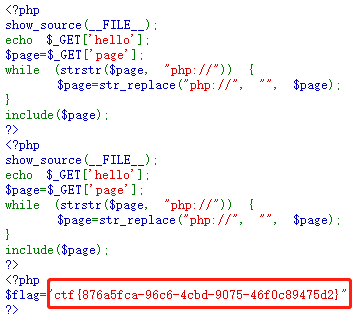 <?php
show_source(__FILE__);
echo $_GET['hello'];
$page=$_GET['page'];
while (strstr($page, "php://")) {
$page=str_replace("php://", "", $page);
}
include($page);
?>
<?php
show_source(__FILE__);
echo $_GET['hello'];
$page=$_GET['page'];
while (strstr($page, "php://")) {
$page=str_replace("php://", "", $page);
}
include($page);
?>
<?php
$flag="ctf{876a5fca-96c6-4cbd-9075-46f0c89475d2}"
?>